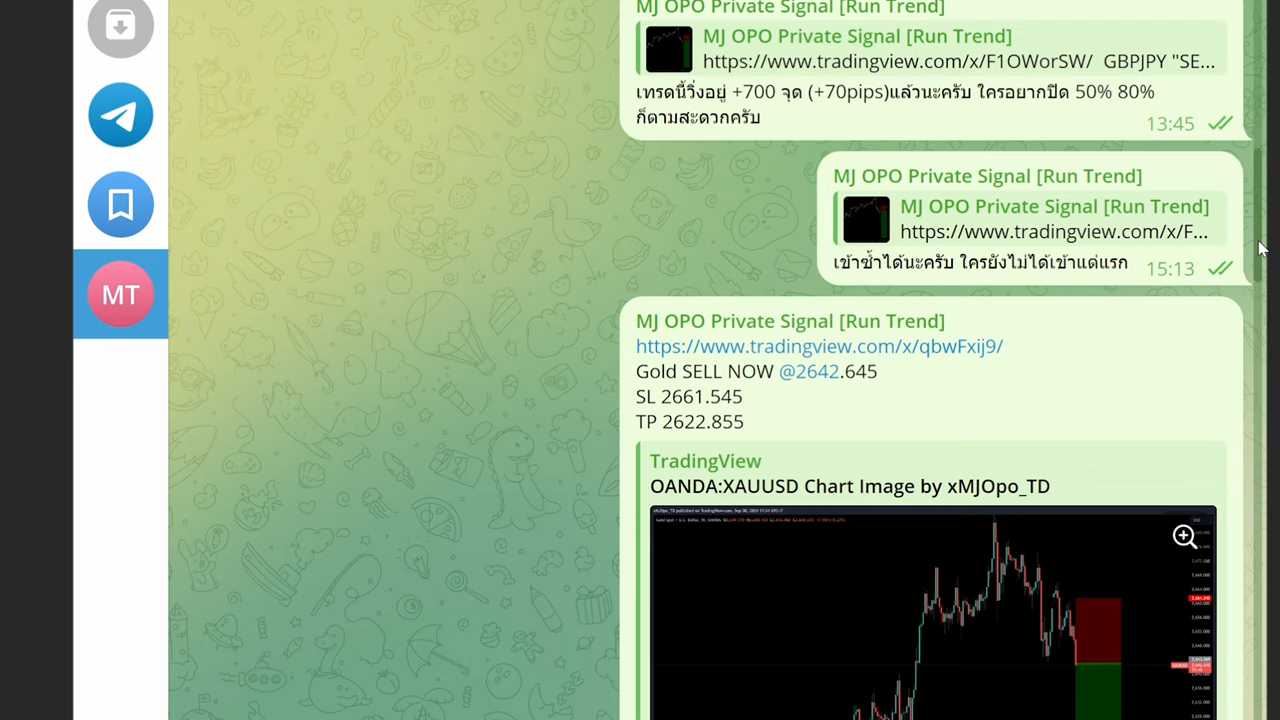 MJ OPO Private Signal [Run Trend]
MJ OPO Private Signal [Run Trend]
https://www.tradingview.com/x/F1OWorSW/ GBPJPY "SE...
เทรดนี้วิ่งอยู่ +700 จุด (+70pips)แล้วนะครับ ใครอยากปิด 50% 80%
ก็ตามสะดวกครับ
13:45
MJ OPO Private Signal [Run Trend]
MJ OPO Private Signal [Run Trend]
https://www.tradingview.com/x/F...
เข้าซ้ำได้นะครับ ใครยังไม่ได้เข้าแต่แรก
15:13
MT
MJ OPO Private Signal [Run Trend]
https://www.tradingview.com/x/qbwFxij9/
Gold SELL NOW @2642.645
SL 2661.545
TP 2622.855
TradingView
OANDA:XAUUSD Chart Image by xMJOpo_TD